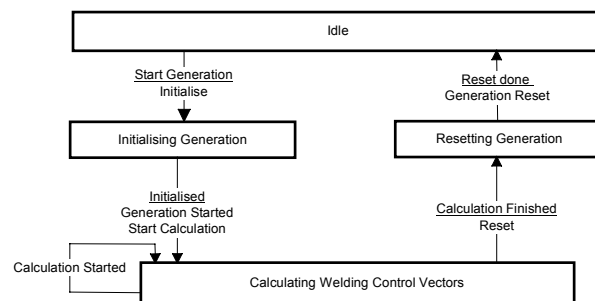 Idle
Start Generation
Initialise
Reset done
Generation Reset
Initialising Generation
Resetting Generation
Initialised
Generation Started
Start Calculation
Calculation Finished
Reset
Calculation Started
Calculating Welding Control Vectors